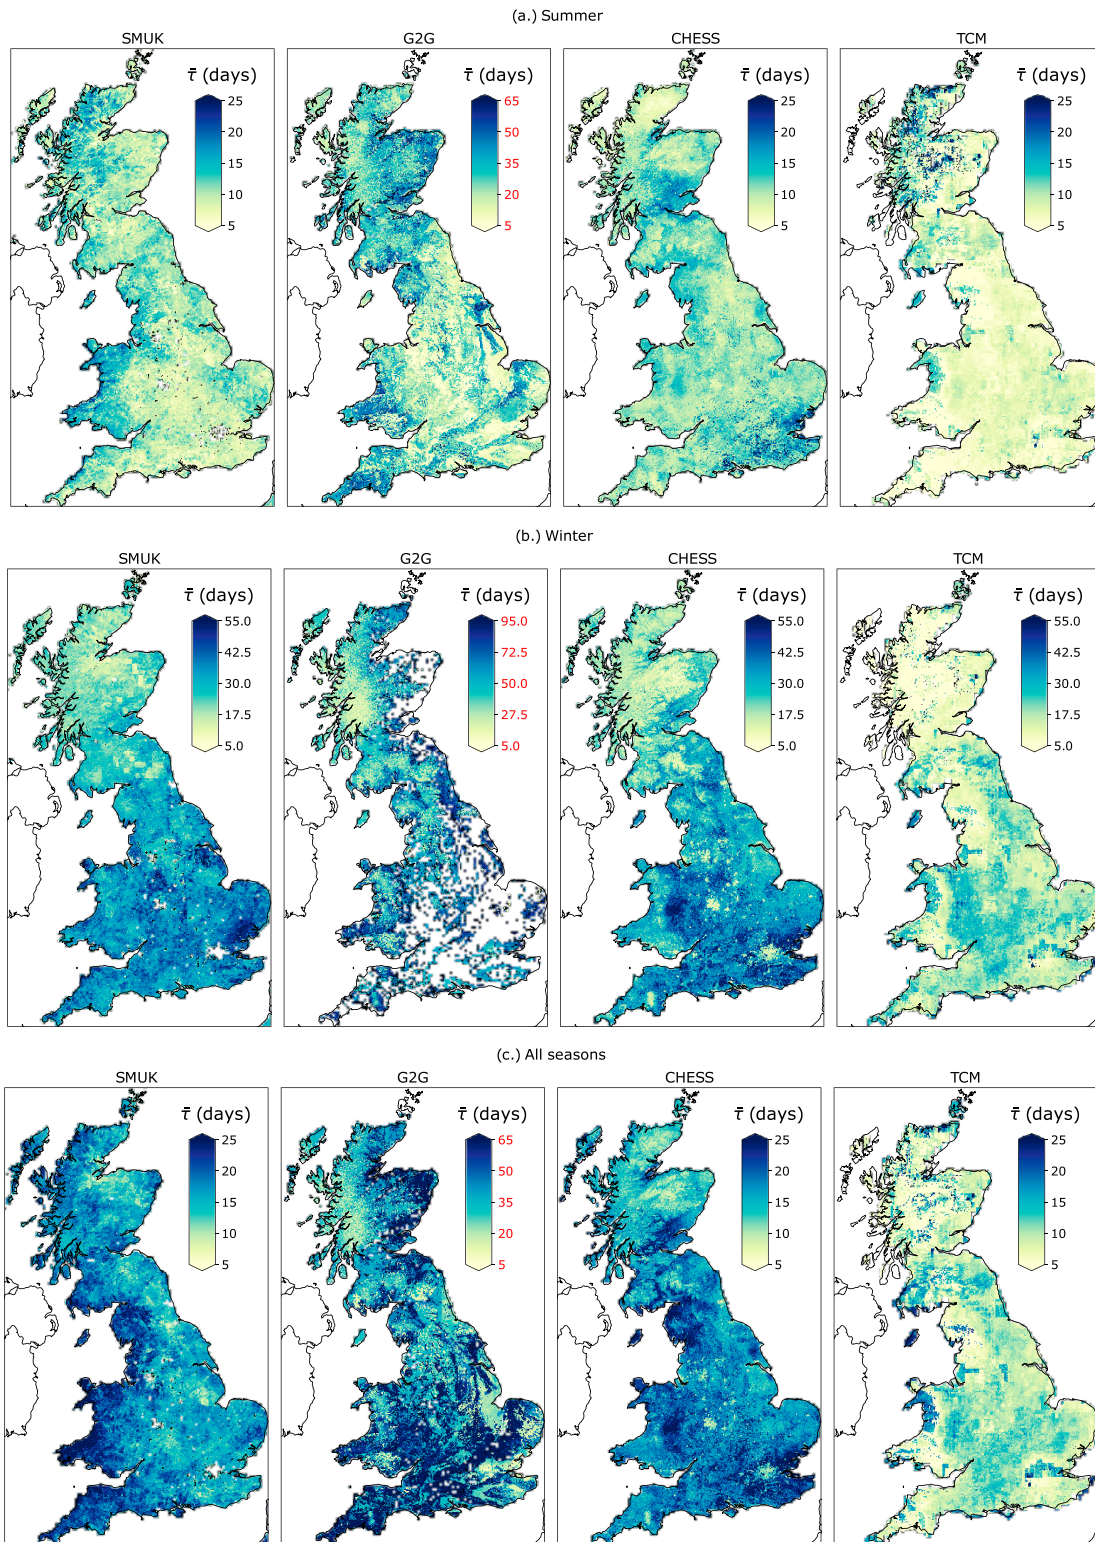 (a.) Summer
SMUK
G2G
CHESS
TCM
τ̄ (days)
25
20
15
10
5
τ̄ (days)
65
50
35
20
5
τ̄ (days)
25
20
15
10
5
τ̄ (days)
25
20
15
10
5
(b.) Winter
SMUK
G2G
CHESS
TCM
τ̄ (days)
55.0
42.5
30.0
17.5
5.0
τ̄ (days)
95.0
72.5
50.0
27.5
5.0
τ̄ (days)
55.0
42.5
30.0
17.5
5.0
τ̄ (days)
55.0
42.5
30.0
17.5
5.0
(c.) All seasons
SMUK
G2G
CHESS
TCM
τ̄ (days)
25
20
15
10
5
τ̄ (days)
65
50
35
20
5
τ̄ (days)
25
20
15
10
5
τ̄ (days)
25
20
15
10
5